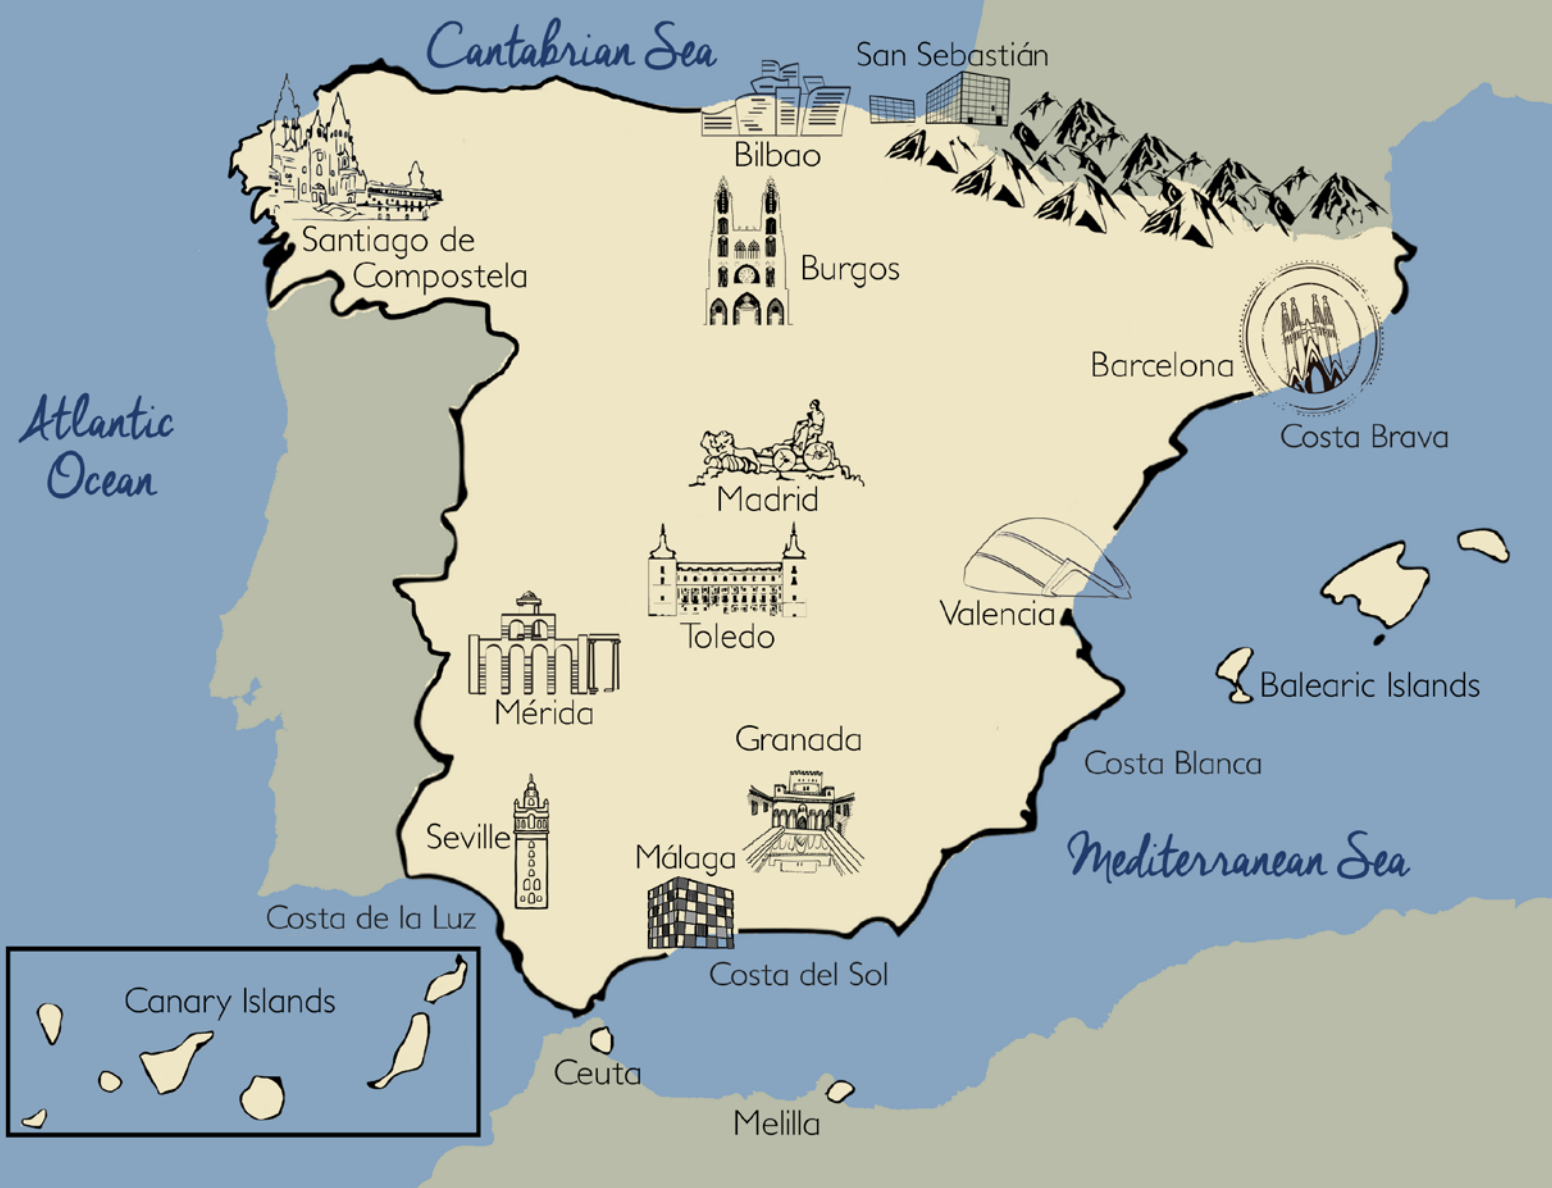 Cantabrian Sea
San Sebastián
Bilbao
Santiago de
Compostela
Burgos
Barcelona
Atlantic
Ocean
Costa Brava
Madrid
Valencia
Toledo
Balearic Islands
Mérida
Granada
Costa Blanca
Seville
Málaga
Mediterranean Sea
Costa de la Luz
Costa del Sol
Canary Islands
Ceuta
Melilla